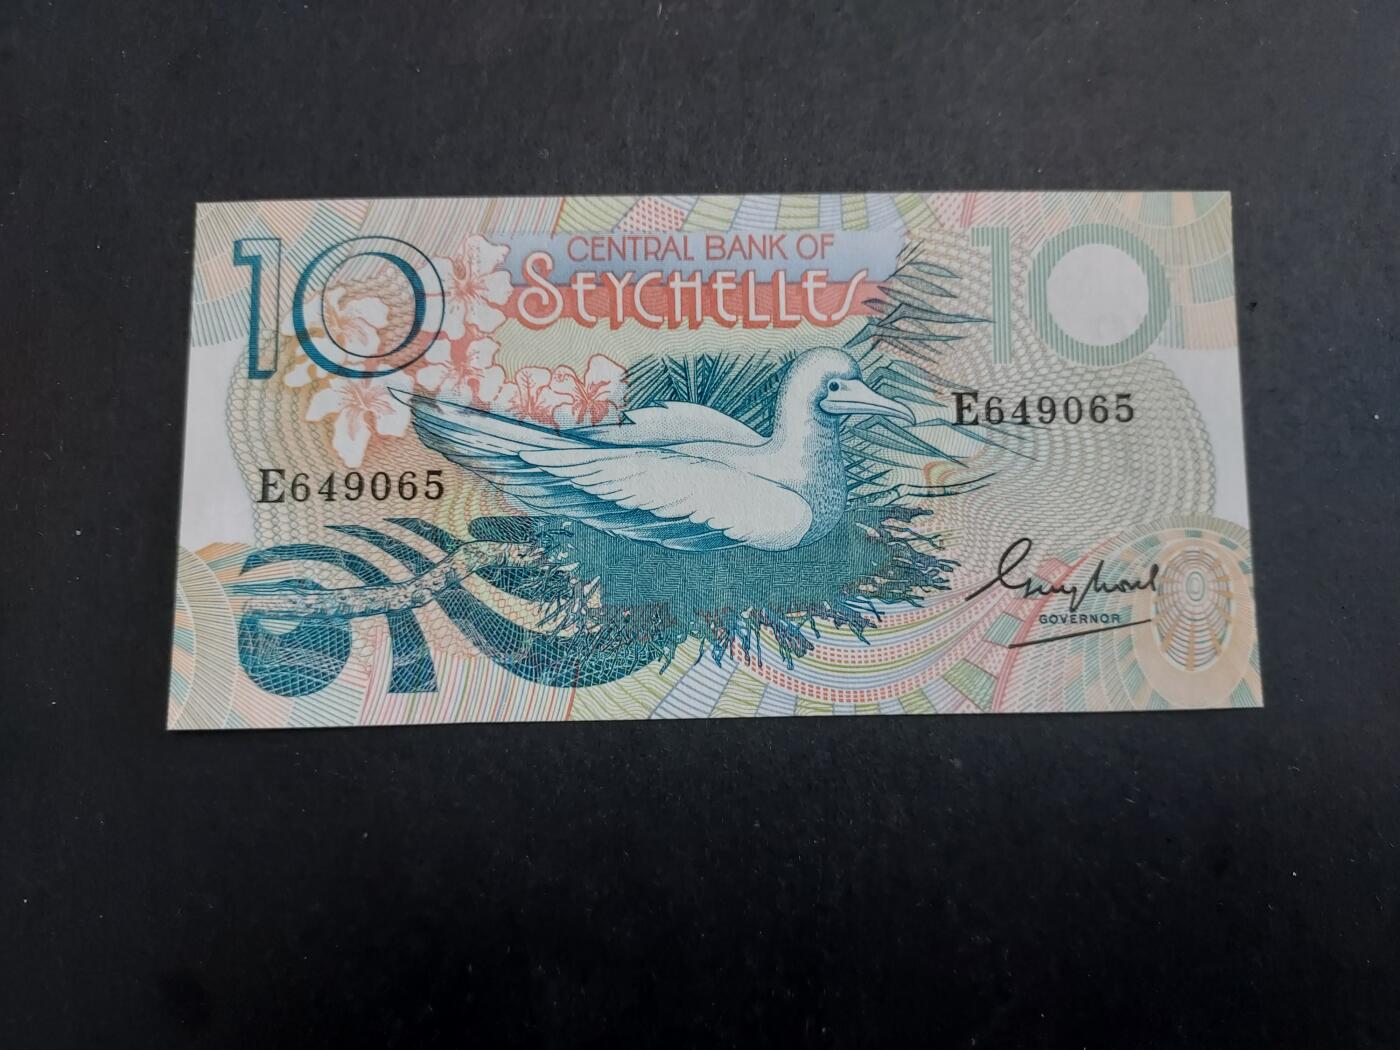 10
CENTRAL BANK OF
SEYCHELLES
10
E649065
E649065
GOVERNOR